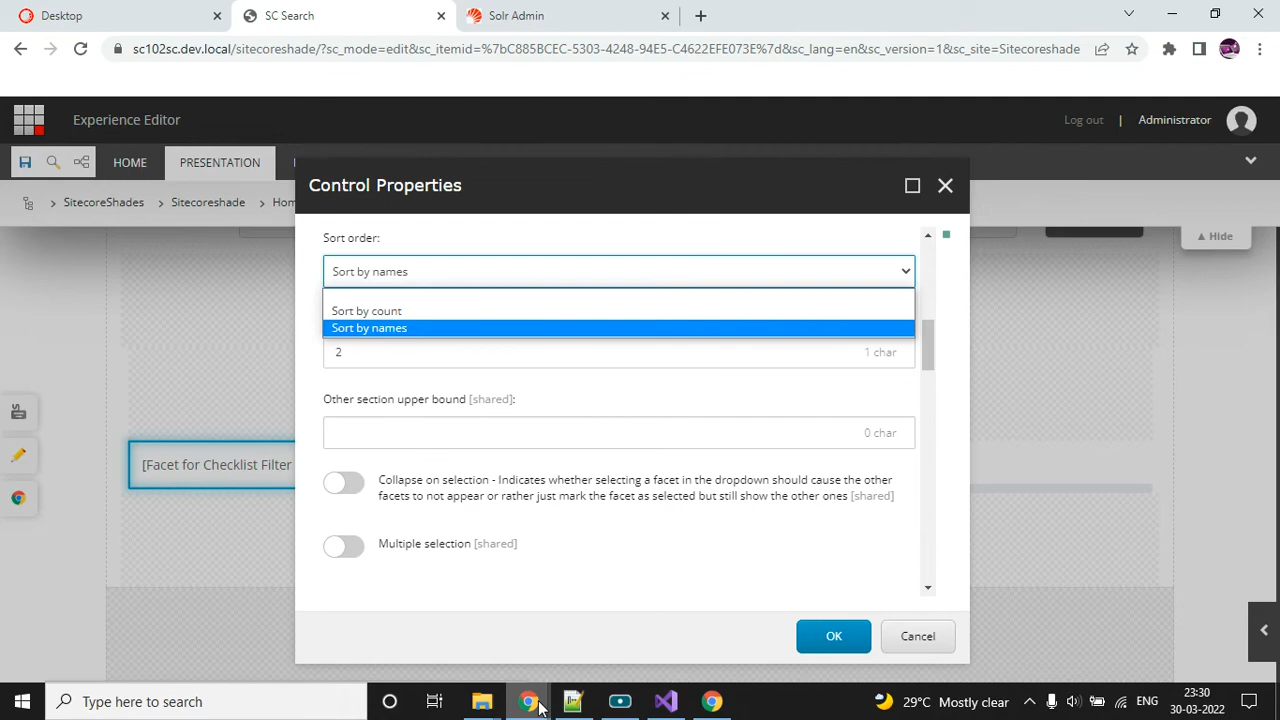 Desktop
SC Search
Solr Admin
sc102sc.dev.local/sitecoreshade/?sc_mode=edit&sc_itemid=%7bC885BCEC-5303-4248-94E5-C4622EFE073E%7d&sc_lang=en&sc_version=1&sc_site=Sitecoreshade
Experience Editor
Log out | Administrator
HOME
PRESENTATION
SitecoreShades
Sitecoreshade
Control Properties
Hide
Sort order:
Sort by names
Sort by count
Sort by names
2
1 char
Other section upper bound [shared]:
0 char
[Facet for Checklist Filter
Collapse on selection - Indicates whether selecting a facet in the dropdown should cause the other
facets to not appear or rather just mark the facet as selected but still show the other ones [shared]
Multiple selection [shared]
OK
Cancel
Type here to search
29°C Mostly clear
ENG
23:30
30-03-2022